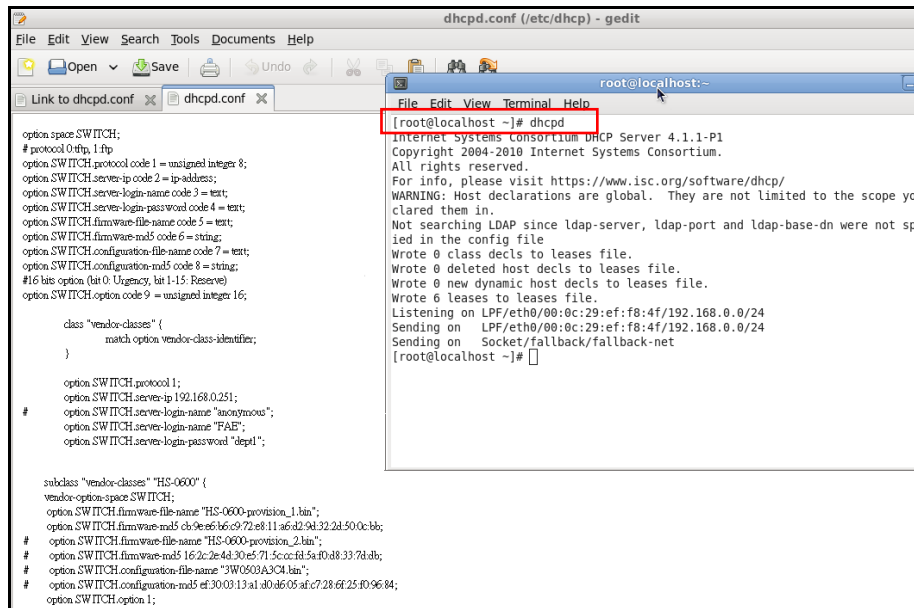 dhcpd.conf (/etc/dhcp) - gedit
File Edit View Search Tools Documents Help
Open Save Undo
Link to dhcpd.conf dhcpd.conf
option space SWITCH;
# protocol 0:tftp, 1:ftp
option SWITCH.protocol code 1 = unsigned integer 8;
option SWITCH.server-ip code 2 = ip-address;
option SWITCH.server-login-name code 3 = text;
option SWITCH.server-login-password code 4 = text;
option SWITCH.firmware-file-name code 5 = text;
option SWITCH.firmware-md5 code 6 = string;
option SWITCH.configuration-file-name code 7 = text;
option SWITCH.configuration-md5 code 8 = string;
#16 bits option (bit 0: Urgency, bit 1-15: Reserve)
option SWITCH.option code 9 = unsigned integer 16;
class "vendor-classes" {
match option vendor-class-identifier;
}
option SWITCH.protocol 1;
option SWITCH.server-ip 192.168.0.251;
# option SWITCH.server-login-name "anonymous";
option SWITCH.server-login-name "FAE";
option SWITCH.server-login-password "dept1";
subclass "vendor-classes" "HS-0600" {
vendor-option-space SWITCH;
option SWITCH.firmware-file-name "HS-0600-provision_1.bin";
option SWITCH.firmware-md5 cb:9e:e6:b6:c9:72:e8:11:a6:d2:9d:32:2d:50:0c:bb;
# option SWITCH.firmware-file-name "HS-0600-provision_2.bin";
# option SWITCH.firmware-md5 16:2c:2e:4d:30:e5:71:5c:cc:fd:5a:f0:d8:33:7d:db;
# option SWITCH.configuration-file-name "3W0503A3C4.bin";
# option SWITCH.configuration-md5 ef:30:03:13:a1:d0:d6:05:af:c7:28:6f:25:f0:96:84;
option SWITCH.option 1;
root@localhost:~
File Edit View Terminal Help
[root@localhost ~]# dhcpd
Internet Systems Consortium DHCP Server 4.1.1-P1
Copyright 2004-2010 Internet Systems Consortium.
All rights reserved.
For info, please visit https://www.isc.org/software/dhcp/
WARNING: Host declarations are global.  They are not limited to the scope yo
clared them in.
Not searching LDAP since ldap-server, ldap-port and ldap-base-dn were not sp
ied in the config file
Wrote 0 class decls to leases file.
Wrote 0 deleted host decls to leases file.
Wrote 0 new dynamic host decls to leases file.
Wrote 6 leases to leases file.
Listening on LPF/eth0/00:0c:29:ef:f8:4f/192.168.0.0/24
Sending on   LPF/eth0/00:0c:29:ef:f8:4f/192.168.0.0/24
Sending on   Socket/fallback/fallback-net
[root@localhost ~]#